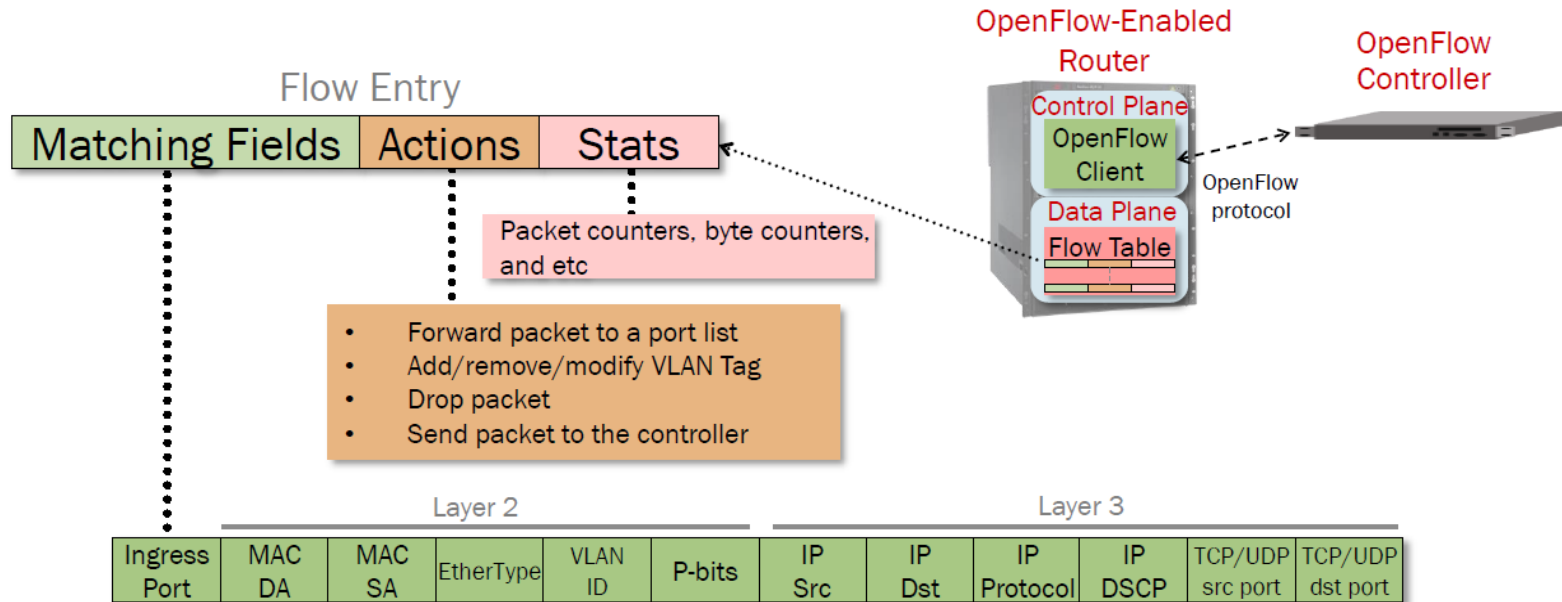 OpenFlow-Enabled
Router
OpenFlow
Controller
Flow Entry
Matching Fields
Actions
Stats
Control Plane
OpenFlow
Client
OpenFlow
protocol
Data Plane
Flow Table
Packet counters, byte counters,
and etc
• Forward packet to a port list
• Add/remove/modify VLAN Tag
• Drop packet
• Send packet to the controller
Layer 2
Layer 3
Ingress
Port
MAC
DA
MAC
SA
EtherType
VLAN
ID
P-bits
IP
Src
IP
Dst
IP
Protocol
IP
DSCP
TCP/UDP
src port
TCP/UDP
dst port